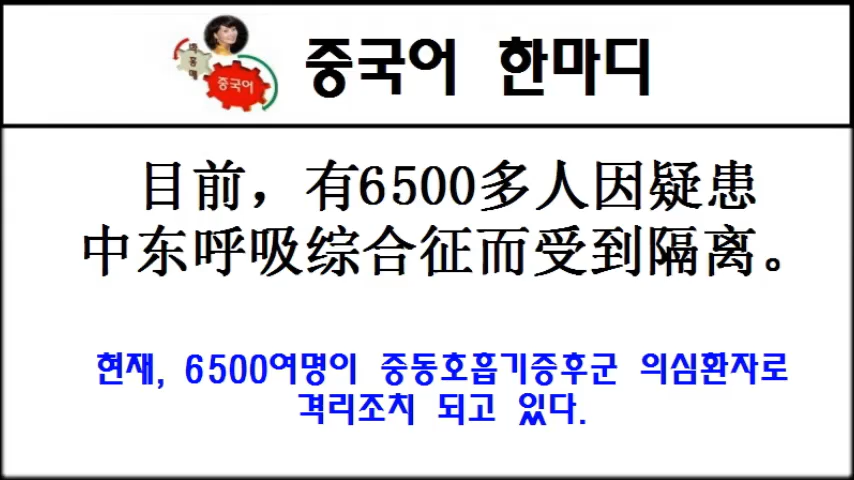 중국어 한마디
중국어
目前，有6500多人因疑患
中东呼吸综合征而受到隔离。
현재, 6500여명이 중동호흡기증후군 의심환자로
격리조치 되고 있다.